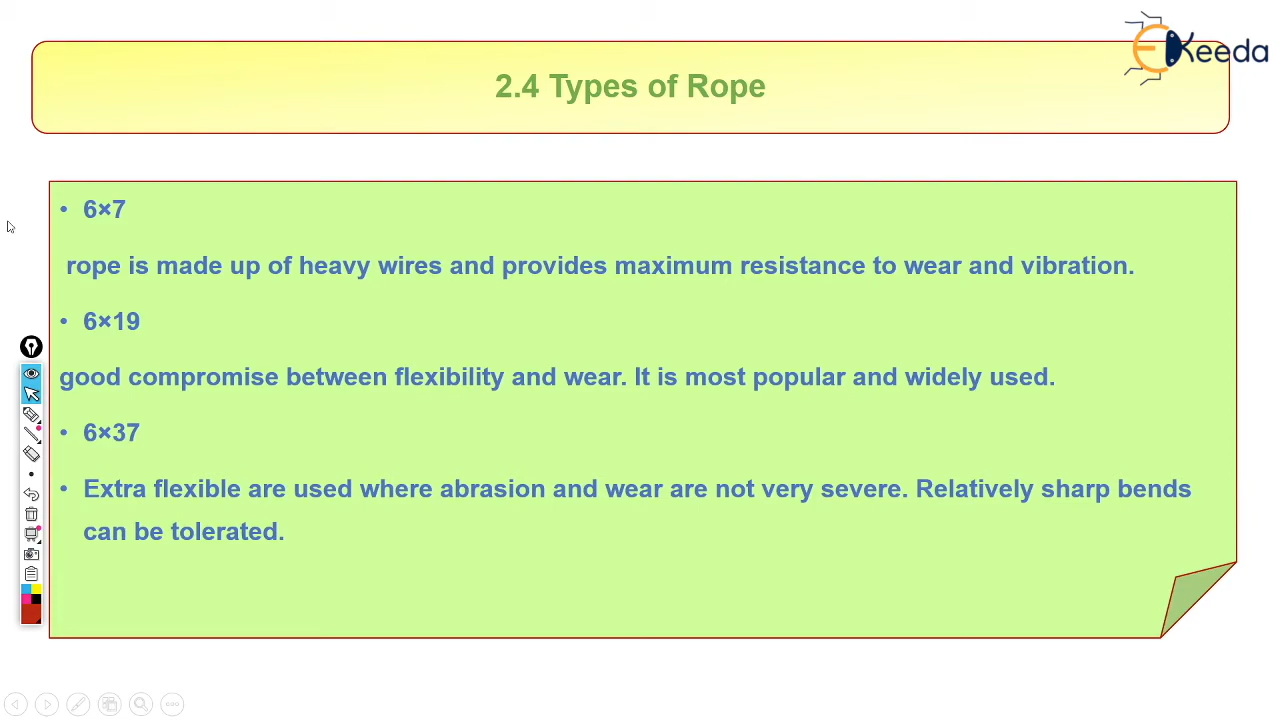 EKeeda
2.4 Types of Rope
• 6×7
rope is made up of heavy wires and provides maximum resistance to wear and vibration.
• 6×19
good compromise between flexibility and wear. It is most popular and widely used.
• 6×37
• Extra flexible are used where abrasion and wear are not very severe. Relatively sharp bends
can be tolerated.